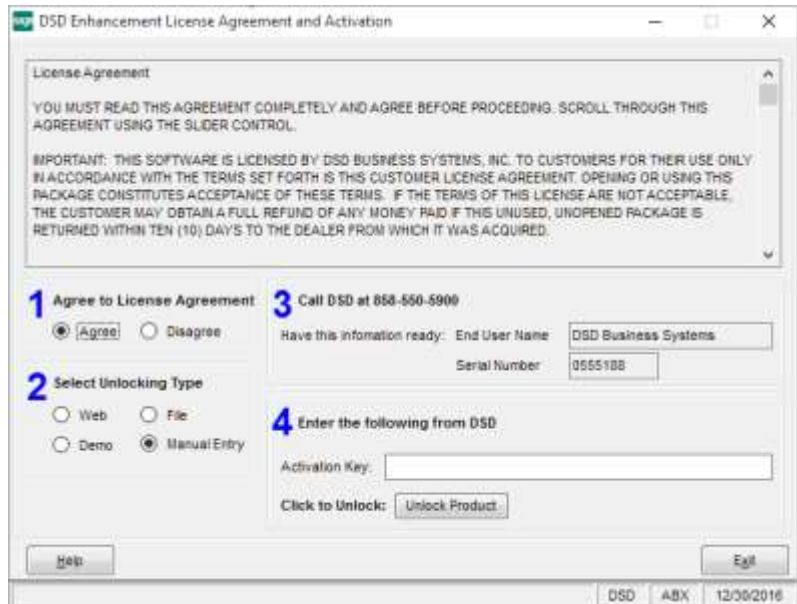 sage DSD Enhancement License Agreement and Activation
License Agreement
YOU MUST READ THIS AGREEMENT COMPLETELY AND AGREE BEFORE PROCEEDING. SCROLL THROUGH THIS
AGREEMENT USING THE SLIDER CONTROL.
IMPORTANT: THIS SOFTWARE IS LICENSED BY DSD BUSINESS SYSTEMS, INC. TO CUSTOMERS FOR THEIR USE ONLY
IN ACCORDANCE WITH THE TERMS SET FORTH IS THIS CUSTOMER LICENSE AGREEMENT. OPENING OR USING THIS
PACKAGE CONSTITUTES ACCEPTANCE OF THESE TERMS. IF THE TERMS OF THIS LICENSE ARE NOT ACCEPTABLE,
THE CUSTOMER MAY OBTAIN A FULL REFUND OF ANY MONEY PAID IF THIS UNUSED, UNOPENED PACKAGE IS
RETURNED WITHIN TEN (10) DAYS TO THE DEALER FROM WHICH IT WAS ACQUIRED.
1 Agree to License Agreement
Agree Disagree
2 Select Unlocking Type
Web File
Demo Manual Entry
3 Call DSD at 858-550-5900
Have this infomation ready: End User Name DSD Business Systems
Serial Number 0555188
4 Enter the following from DSD
Activation Key:
Click to Unlock: Unlock Product
Help Exit
DSD ABX 12/30/2016